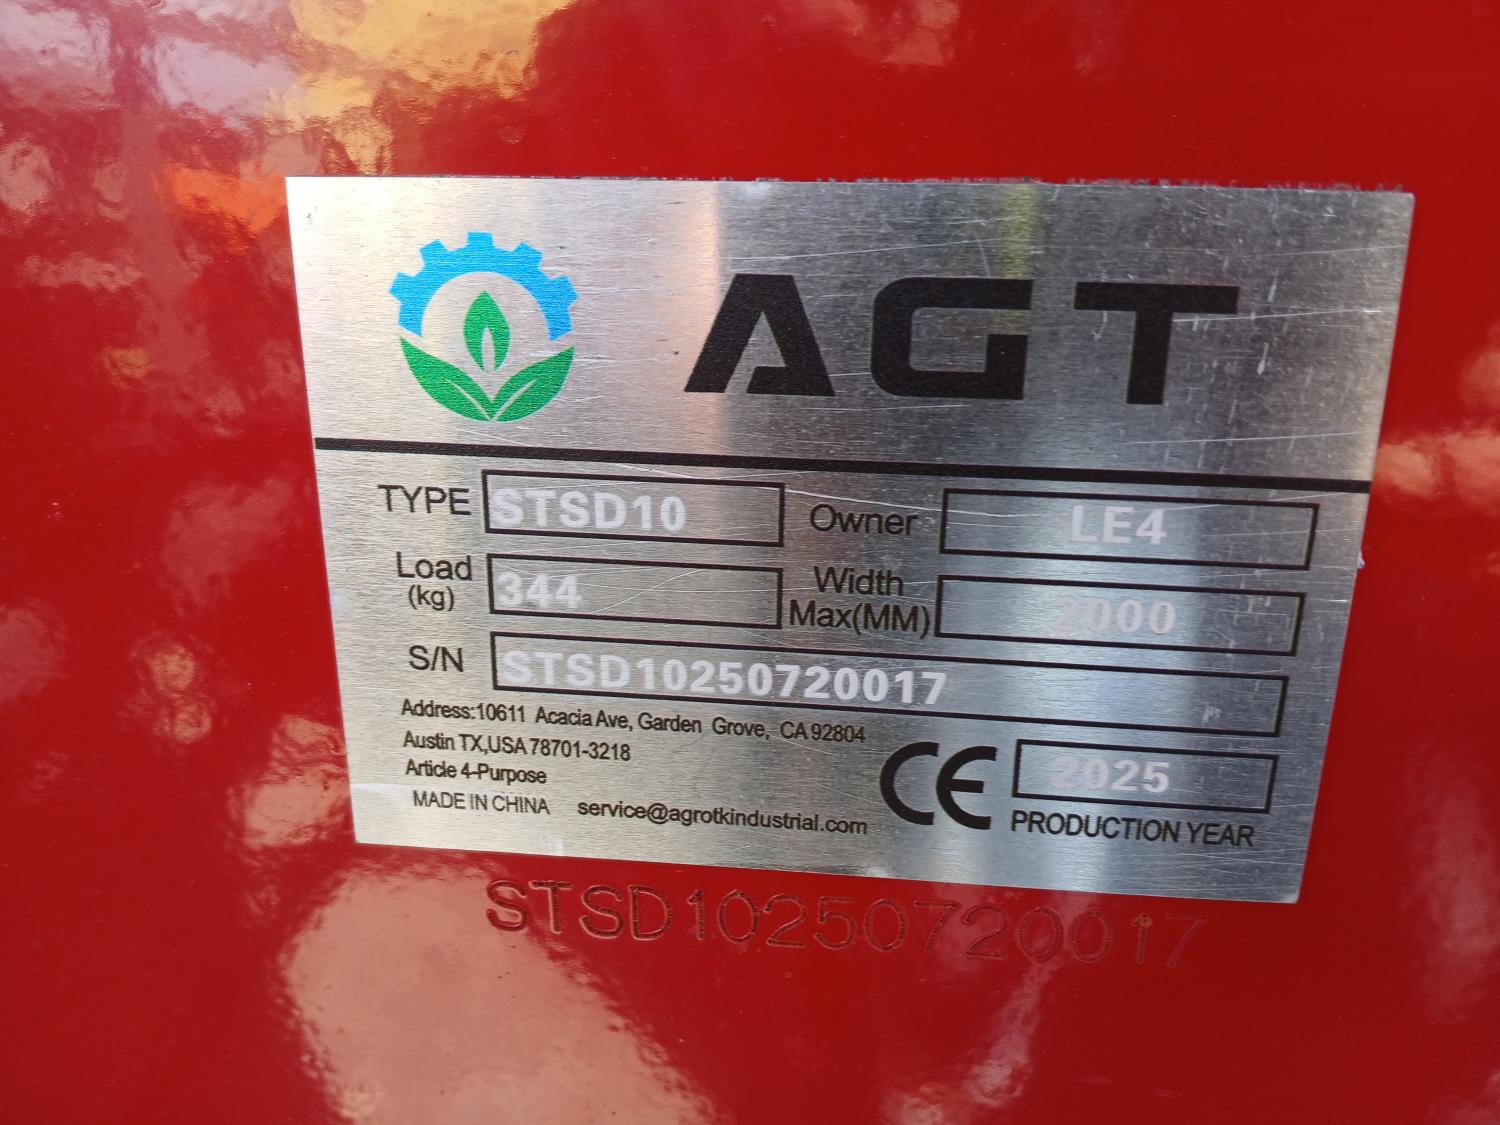 AGT
TYPE STSD10 Owner LE4
Load (kg) 344 Width Max(MM) 2000
S/N STSD10250720017
Address:10611 Acacia Ave, Garden Grove, CA 92804
Austin TX,USA 78701-3218
Article 4-Purpose
MADE IN CHINA service@agrotkindustrial.com
CE 2025
PRODUCTION YEAR
STSD10250720017